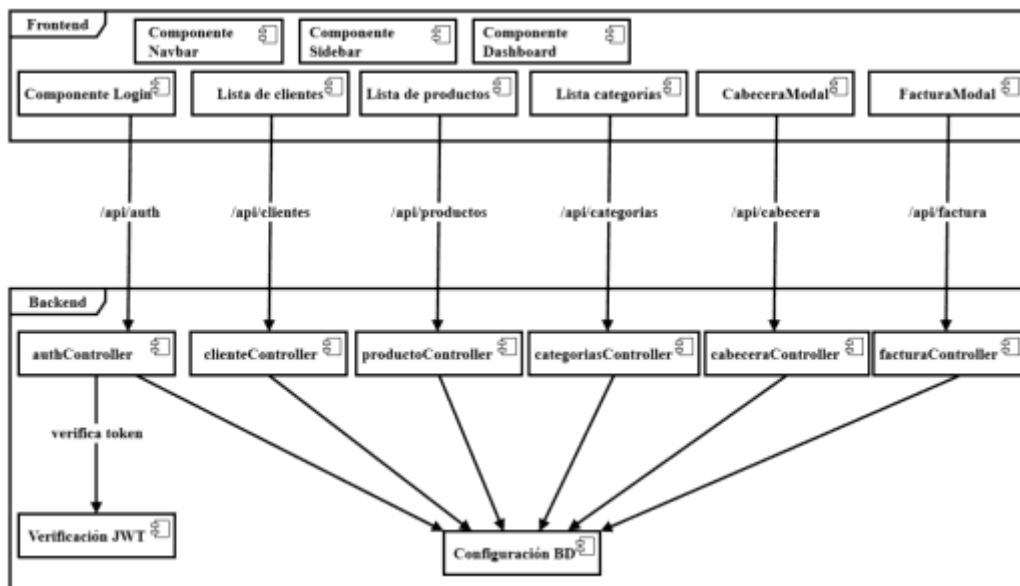 Frontend
Componente
Navbar
Componente
Sidebar
Componente
Dashboard
Componente Login
Lista de clientes
Lista de productos
Lista categorías
CabeceraModal
FacturaModal
/api/auth
/api/clientes
/api/productos
/api/categorias
/api/cabecera
/api/factura
Backend
authController
clienteController
productoController
categoriasController
cabeceraController
facturaController
verifica token
Verificación JWT
Configuración BD